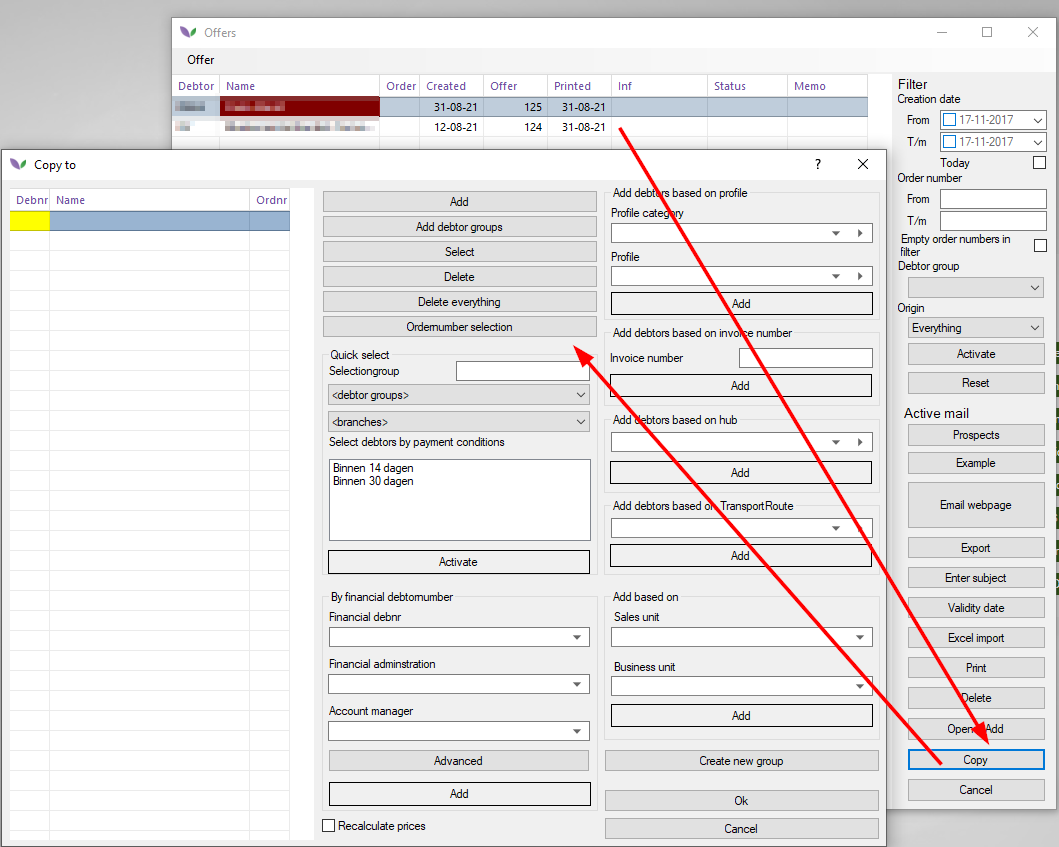 Offers
Offer
Debtor Name Order Created Offer Printed Inf Status Memo
31-08-21 125 31-08-21
12-08-21 124 31-08-21
Filter
Creation date
From 17-11-2017
T/m 17-11-2017
Today
Order number
From
T/m
Empty order numbers in
filter
Debtor group
Origin
Everything
Activate
Reset
Active mail
Prospects
Example
Email webpage
Export
Enter subject
Validity date
Excel import
Print
Delete
Open Add
Copy
Cancel
Copy to
?
Debnr Name Ordnr
Add
Add debtor groups
Select
Delete
Delete everything
Ordernumber selection
Quick select
Selectiongroup
<debtor groups>
<branches>
Select debtors by payment conditions
Binnen 14 dagen
Binnen 30 dagen
Activate
By financial debtornumber
Financial debnr
Financial adminstration
Account manager
Advanced
Add
Recalculate prices
Add debtors based on profile
Profile category
Profile
Add
Add debtors based on invoice number
Invoice number
Add
Add debtors based on hub
Add
Add debtors based on TransportRoute
Add
Add based on
Sales unit
Business unit
Add
Create new group
Ok
Cancel